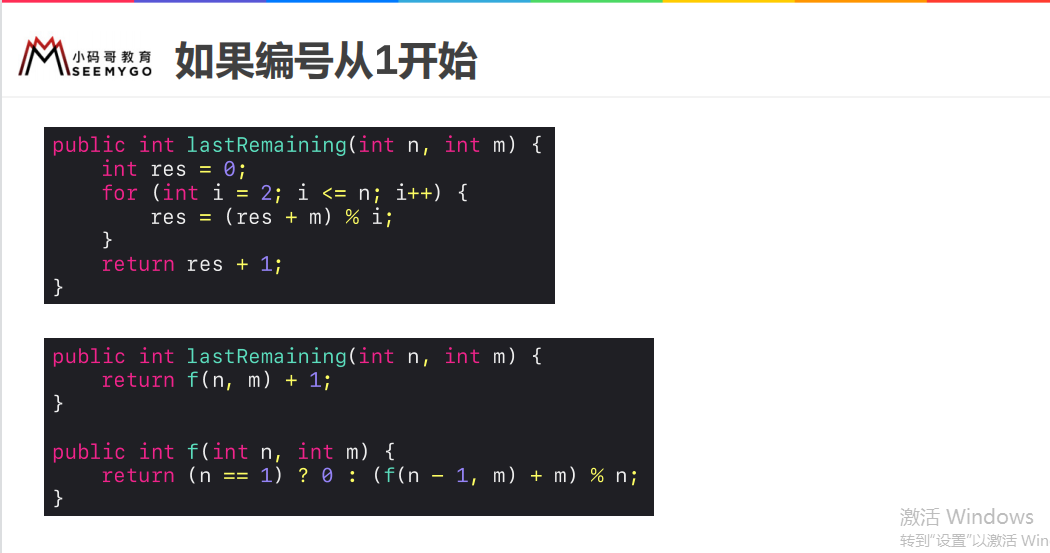 小码哥教育
SEEMYGO
如果编号从1开始
public int lastRemaining(int n, int m) {
    int res = 0;
    for (int i = 2; i <= n; i++) {
        res = (res + m) % i;
    }
    return res + 1;
}
public int lastRemaining(int n, int m) {
    return f(n, m) + 1;
}
public int f(int n, int m) {
    return (n == 1) ? 0 : (f(n - 1, m) + m) % n;
}
激活 Windows
转到“设置”以激活 Win